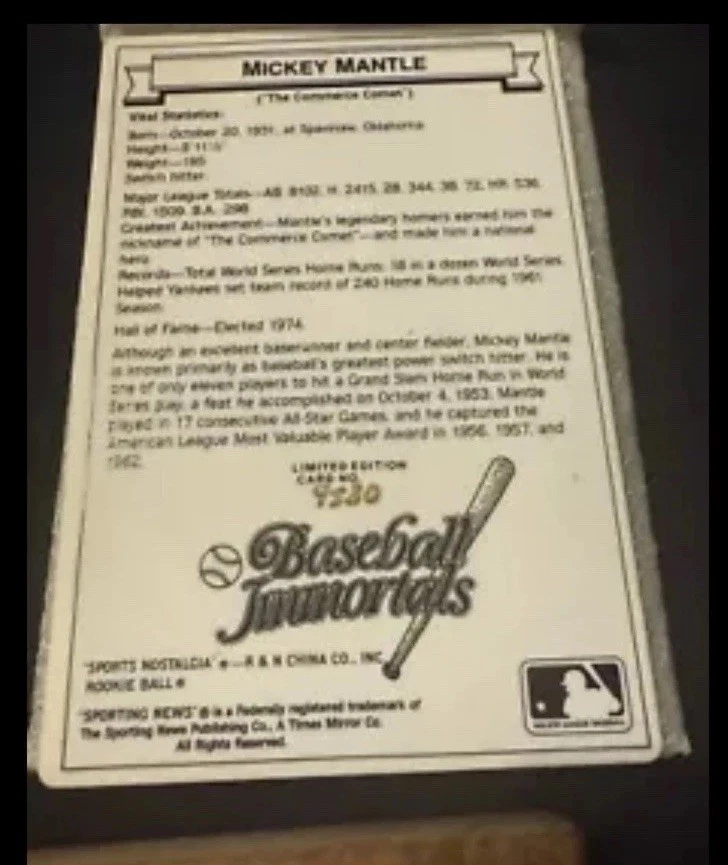 MICKEY MANTLE
("The Commerce Comet")
Vital Statistics:
Born—October 20, 1931, at Spavinaw, Oklahoma
Height—5'11½"
Weight—195
Switch hitter
Major League Totals—AB 8102, H 2415, 2B 344, 3B 72, HR 536,
RBI 1509, B.A. .298
Greatest Achievement—Mantle's legendary homers earned him the
nickname of "The Commerce Comet"—and made him a national
hero
Records—Total World Series Home Runs: 18 in a dozen World Series.
Helped Yankees set team record of 240 Home Runs during 1961
Season
Hall of Fame—Elected 1974
Although an excellent baserunner and center fielder, Mickey Mantle
is known primarily as baseball's greatest power switch hitter. He is
one of only eleven players to hit a Grand Slam Home Run in World
Series play, a feat he accomplished on October 4, 1953. Mantle
played in 17 consecutive All-Star Games, and he captured the
American League Most Valuable Player Award in 1956, 1957, and
1962.
LIMITED EDITION
CARD NO.
9530
Baseball
Immortals
"SPORTS NOSTALGIA" ®—R & N CHINA CO., INC.
ROOKIE BALL ®
"SPORTING NEWS" ® is a Federally registered trademark of
The Sporting News Publishing Co., A Times Mirror Co.
All Rights Reserved.
MAJOR LEAGUE BASEBALL